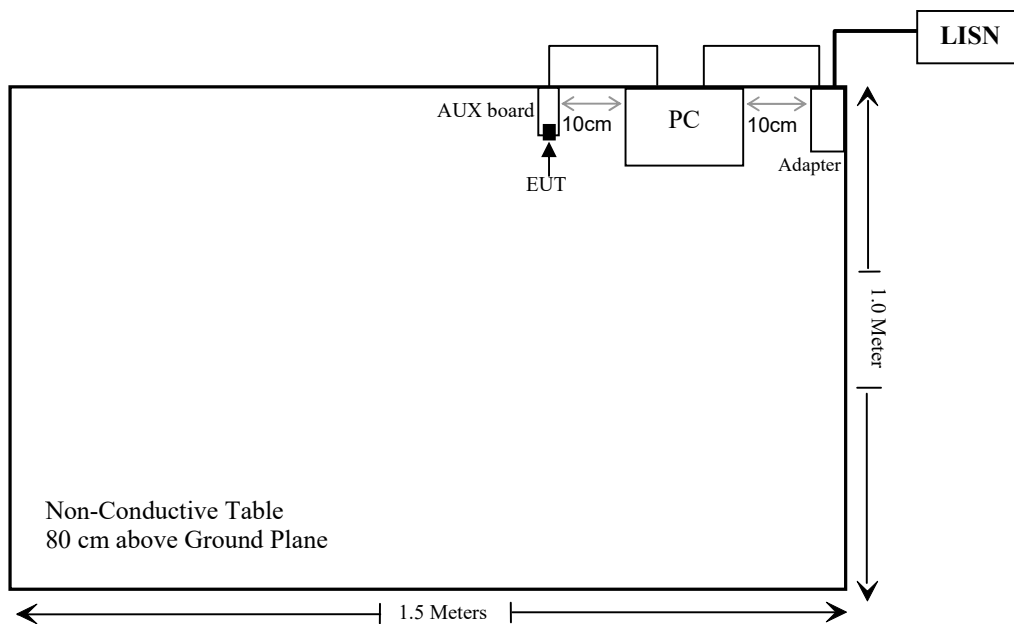 LISN
AUX board
10cm
PC
10cm
Adapter
EUT
1.0 Meter
Non-Conductive Table
80 cm above Ground Plane
1.5 Meters